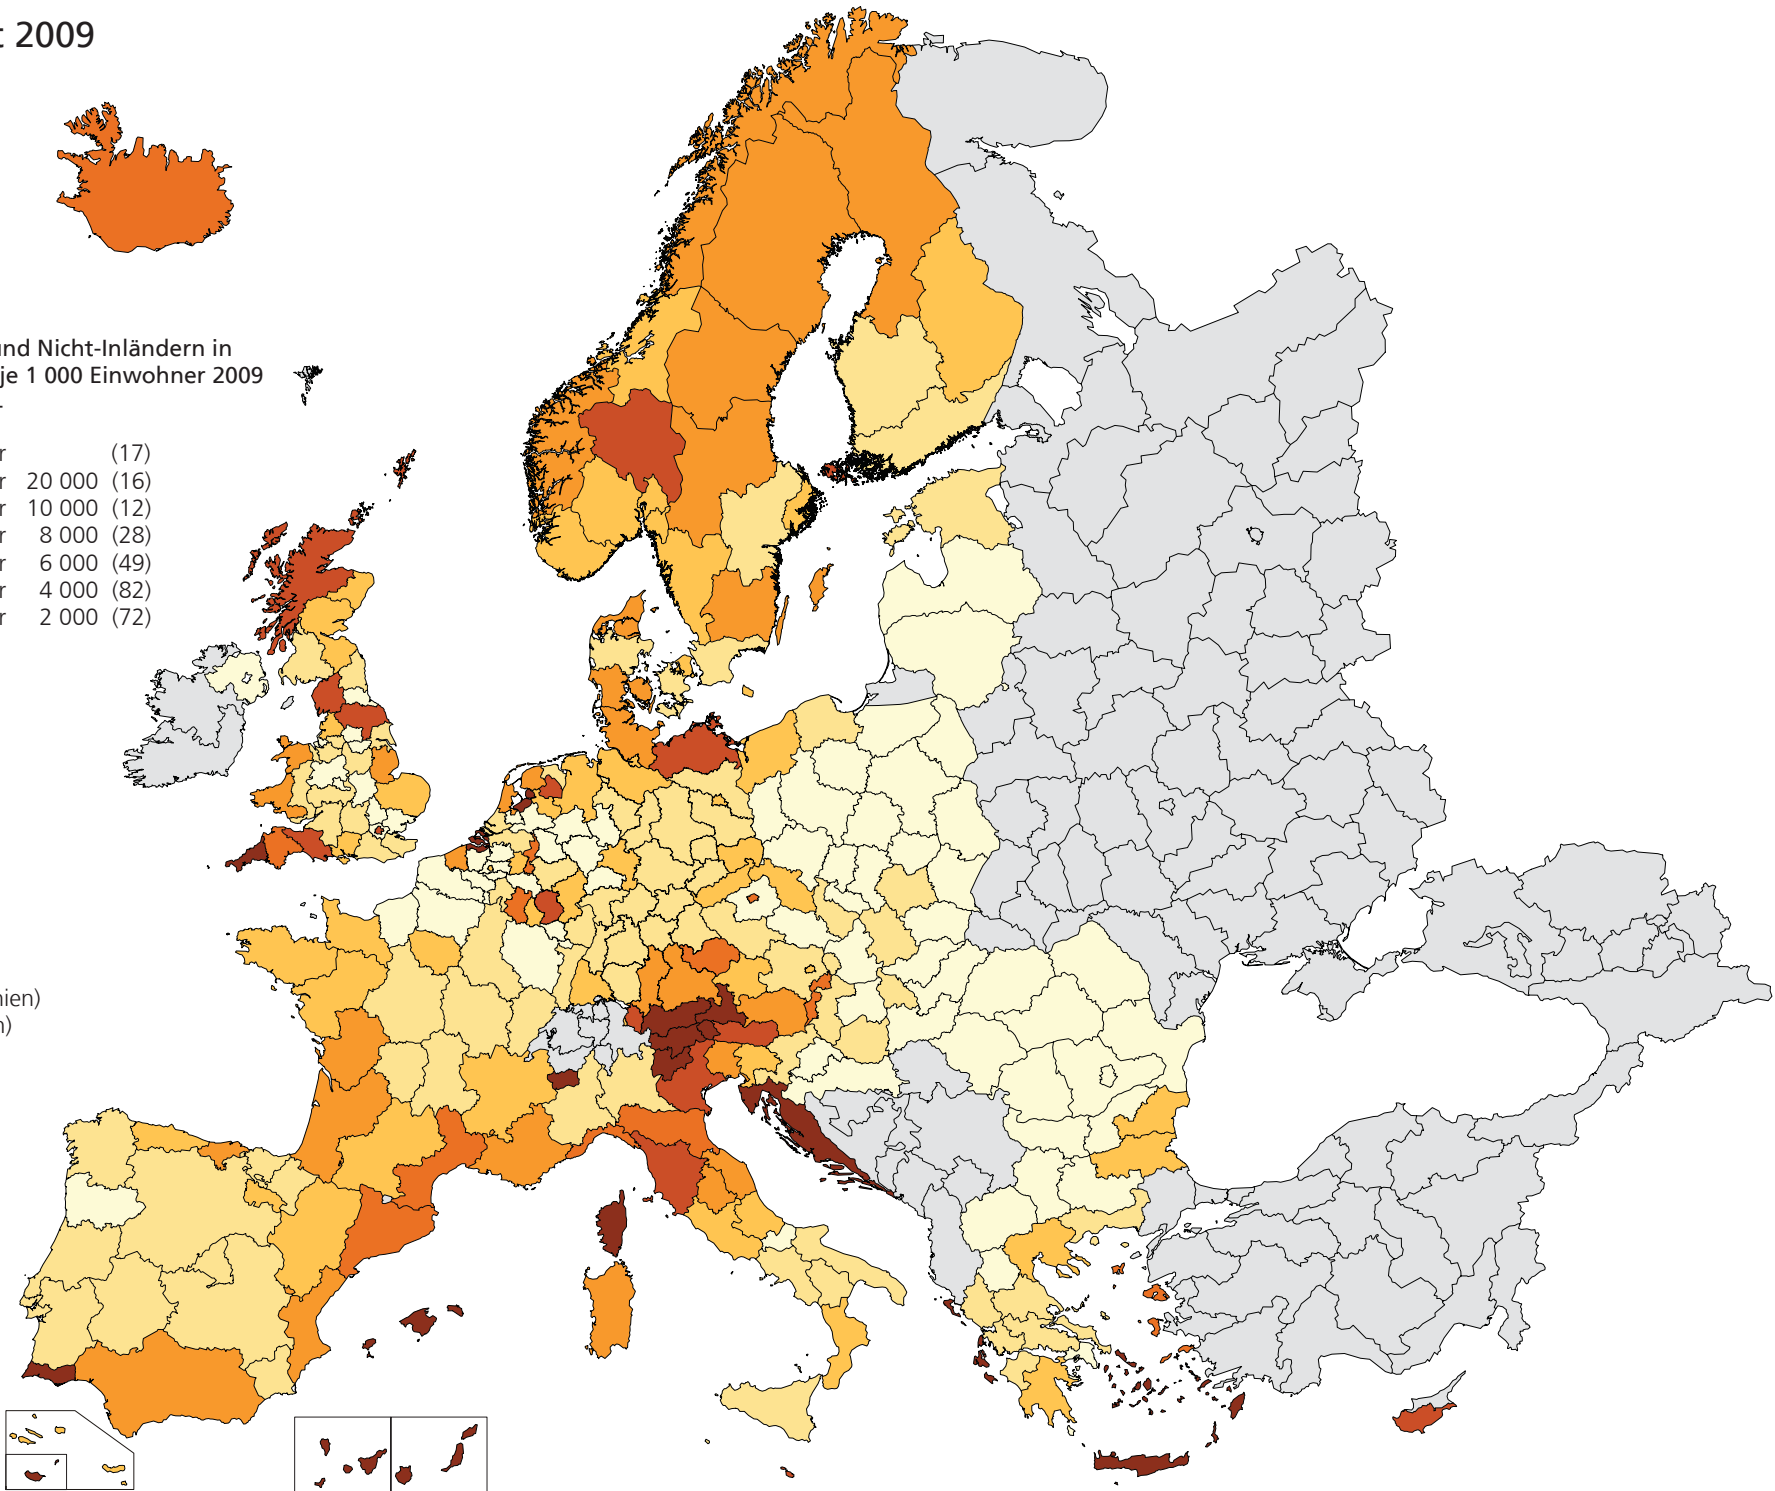 t 2009
und Nicht-Inländern in
je 1 000 Einwohner 2009
r
r (17)
r 20 000 (16)
r 10 000 (12)
r 8 000 (28)
r 6 000 (49)
r 4 000 (82)
r 2 000 (72)
nien)
n)